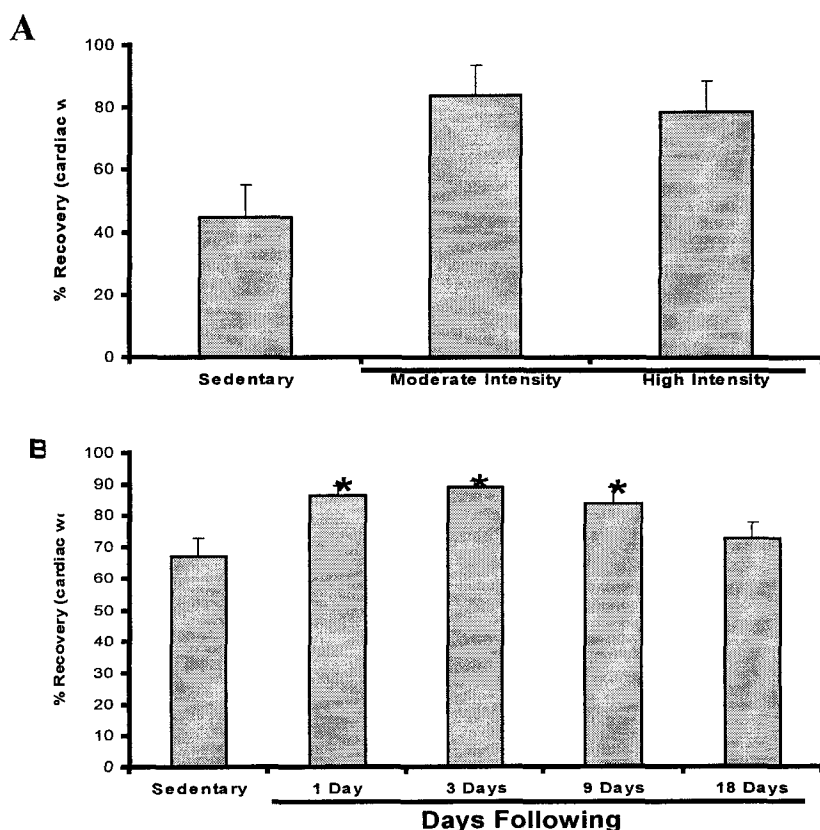 A
100
80
60
40
20
0
% Recovery (cardiac w
Sedentary Moderate Intensity High Intensity
B
100
90
80
70
60
50
40
30
20
10
0
% Recovery (cardiac w
* * *
Sedentary 1 Day 3 Days 9 Days 18 Days
Days Following